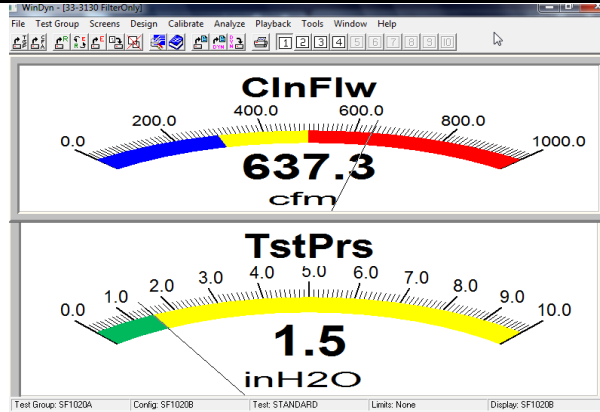 WinDyn - [33-3130 FilterOnly]
File Test Group Screens Design Calibrate Analyze Playback Tools Window Help
1 2 3 4 5 6 7 8 9 10
ClnFlw
0.0 200.0 400.0 600.0 800.0 1000.0
637.3
cfm
TstPrs
0.0 1.0 2.0 3.0 4.0 5.0 6.0 7.0 8.0 9.0 10.0
1.5
inH2O
Test Group: SF1020A Config: SF1020B Test: STANDARD Limits: None Display: SF1020B